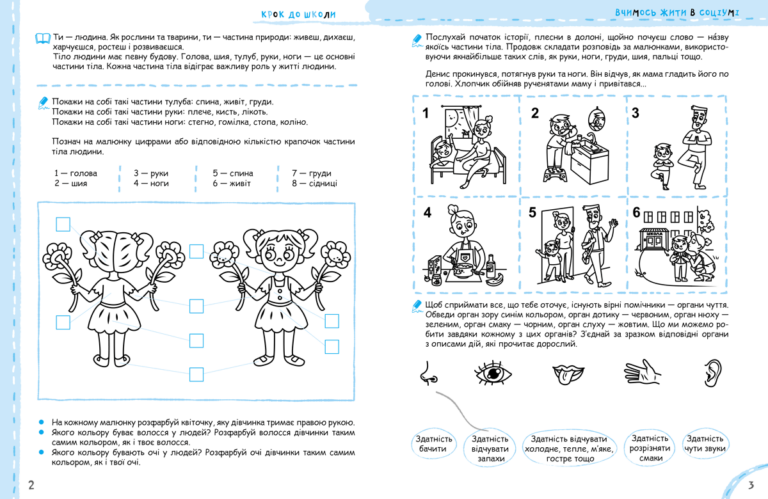 КРОК ДО ШКОЛИ
Ти — людина. Як рослини та тварини, ти — частина природи: живеш, дихаєш,
харчуєшся, ростеш і розвиваєшся.
Тіло людини має певну будову. Голова, шия, тулуб, руки, ноги — це основні
частини тіла. Кожна частина тіла відіграє важливу роль у житті людини.
Покажи на собі такі частини тулуба: спина, живіт, груди.
Покажи на собі такі частини руки: плече, кисть, лікоть.
Покажи на собі такі частини ноги: стегно, гомілка, стопа, коліно.
Познач на малюнку цифрами або відповідною кількістю крапочок частини
тіла людини.
1 — голова 3 — руки 5 — спина 7 — груди
2 — шия 4 — ноги 6 — живіт 8 — сідниці
На кожному малюнку розфарбуй квіточку, яку дівчинка тримає правою рукою.
Якого кольору буває волосся у людей? Розфарбуй волосся дівчинки таким
самим кольором, як і твоє волосся.
Якого кольору бувають очі у людей? Розфарбуй очі дівчинки таким самим
кольором, як і твої очі.
2
ВЧИМОСЬ ЖИТИ В СОЦІУМІ
Послухай початок історії, плесни в долоні, щойно почуєш слово — на́зву
якоїсь частини тіла. Продовж складати розповідь за малюнками, використо-
вуючи якнайбільше таких слів, як руки, ноги, груди, шия, пальці тощо.
Денис прокинувся, потягнув руки та ноги. Він відчув, як мама гладить його по
голові. Хлопчик обійняв рученятами маму і привітався...
1 2 3
4 5 6
ШКОЛА
Щоб сприймати все, що тебе оточує, існують вірні помічники — органи чуття.
Обведи орган зору синім кольором, орган дотику — червоним, орган нюху —
зеленим, орган смаку — чорним, орган слуху — жовтим. Що ми можемо ро-
бити завдяки кожному з цих органів? З’єднай за зразком відповідні органи
з описами дій, які прочитає дорослий.
Здатність
бачити
Здатність
відчувати
запахи
Здатність відчувати
холодне, тепле, м’яке,
гостре тощо
Здатність
розрізняти
смаки
Здатність
чути звуки
3